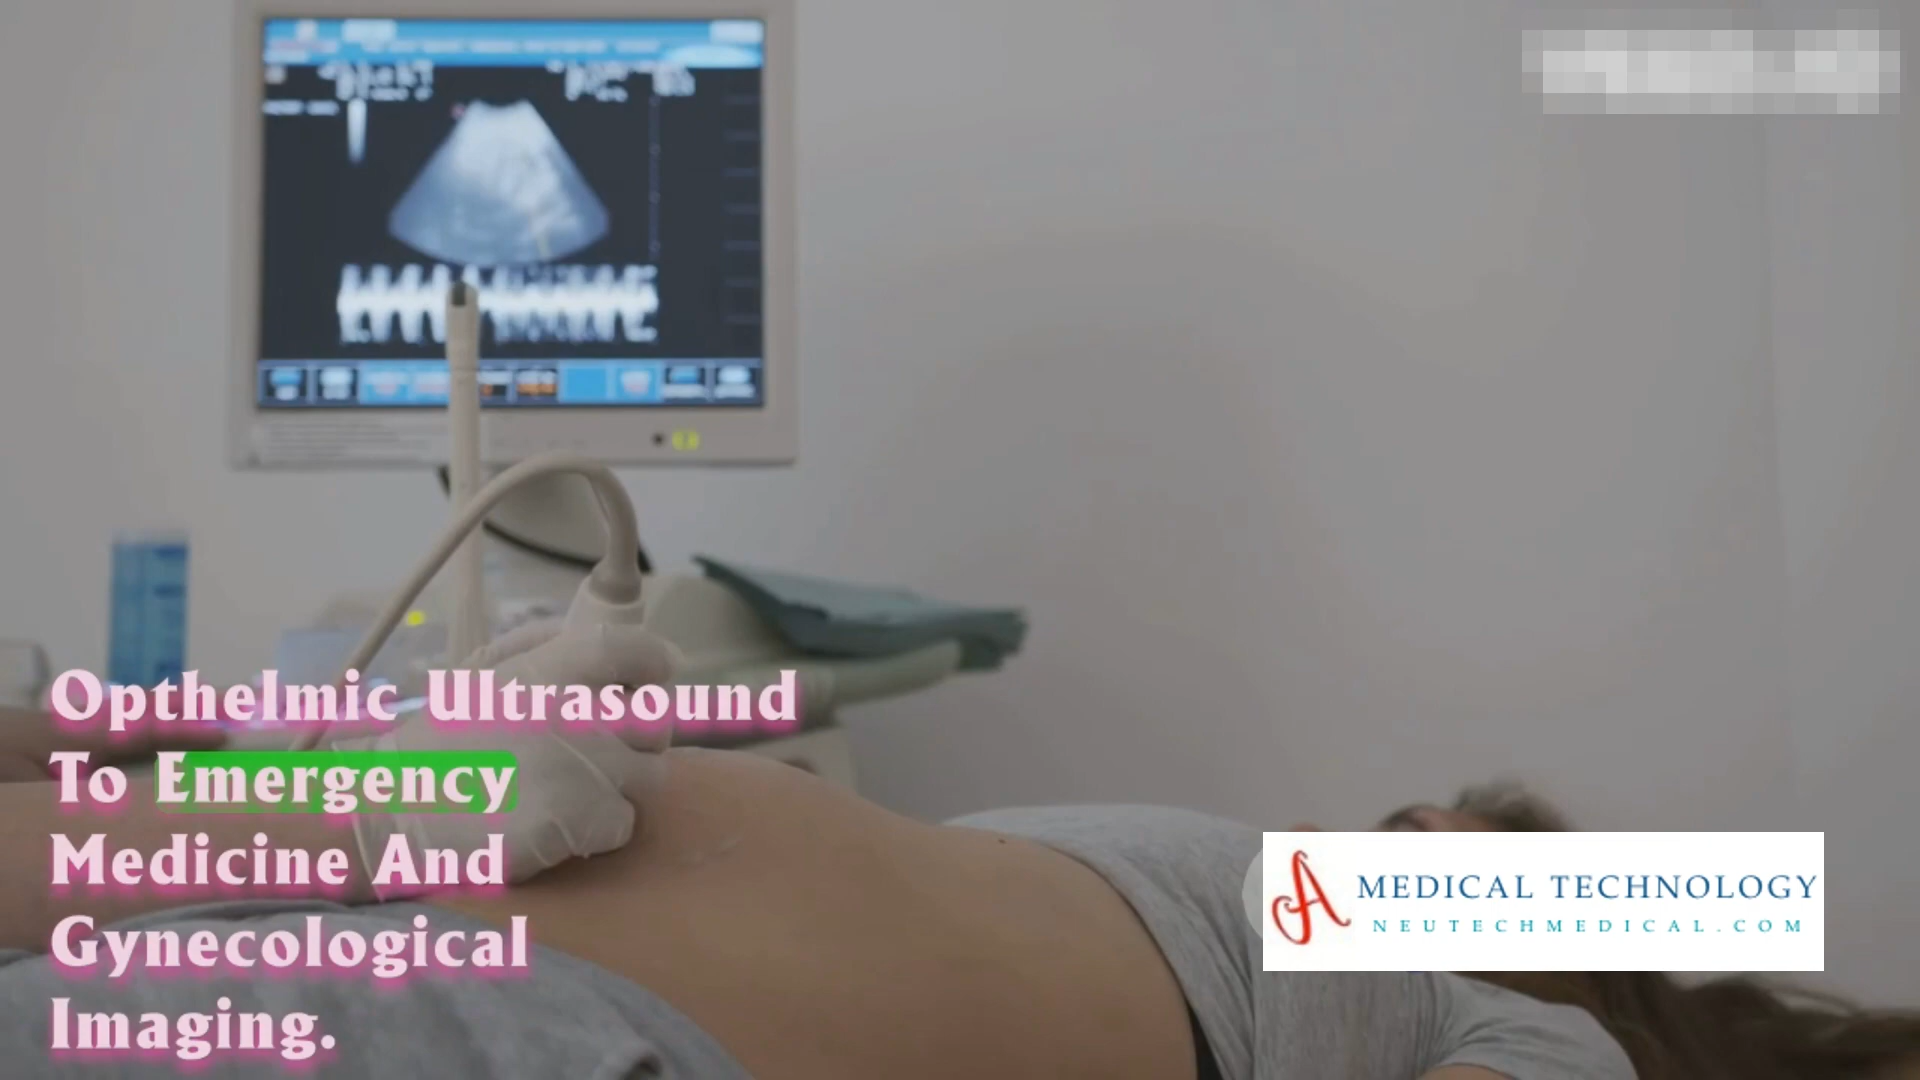 Opthelmic Ultrasound
To Emergency
Medicine And
Gynecological
Imaging.
A MEDICAL TECHNOLOGY
NEUTECHMEDICAL.COM